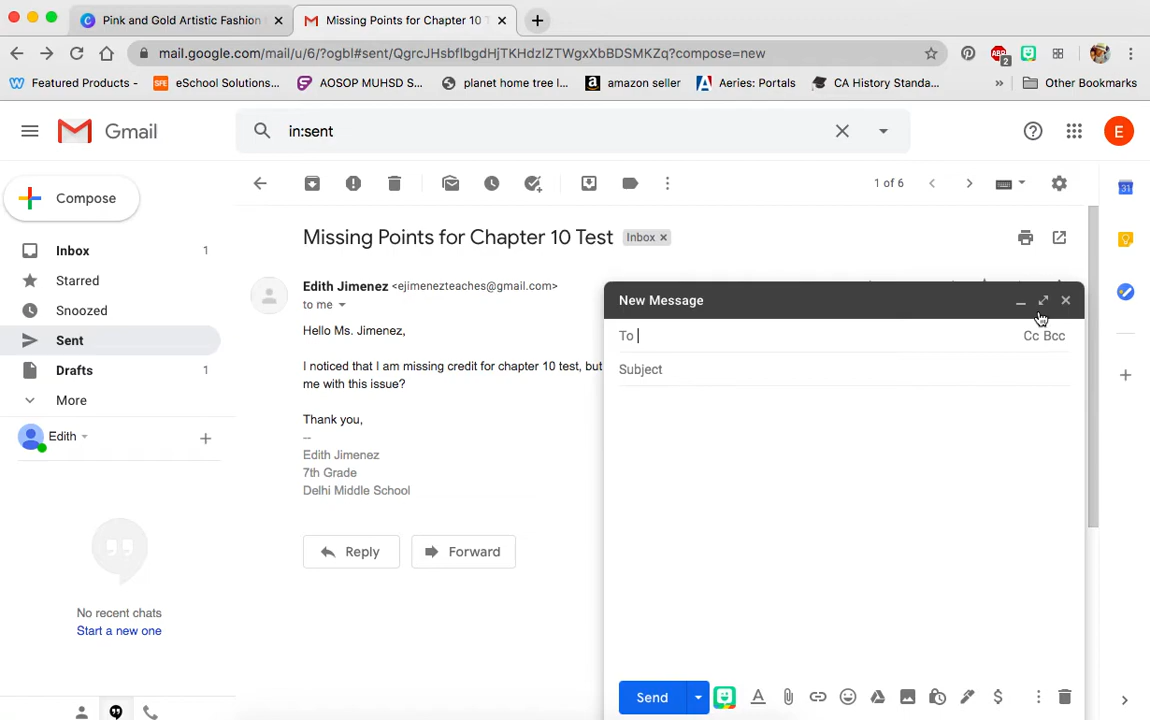 Pink and Gold Artistic Fashion
Missing Points for Chapter 10 T
mail.google.com/mail/u/6/?ogbl#sent/QgrcJHsbflbgdHjTKHdzIZTWgxXbBDSMKZq?compose=new
2
Featured Products -
SFE eSchool Solutions...
AOSOP MUHSD S...
planet home tree l...
amazon seller
Aeries: Portals
CA History Standa...
» Other Bookmarks
Gmail
in:sent
E
Compose
1 of 6
31
Inbox 1
Starred
Snoozed
Sent
Drafts 1
More
Edith
No recent chats
Start a new one
Missing Points for Chapter 10 Test Inbox x
Edith Jimenez <ejimenezteaches@gmail.com>
to me
Hello Ms. Jimenez,
I noticed that I am missing credit for chapter 10 test, but
me with this issue?
Thank you,
--
Edith Jimenez
7th Grade
Delhi Middle School
Reply
Forward
New Message
To Cc Bcc
Subject
Send